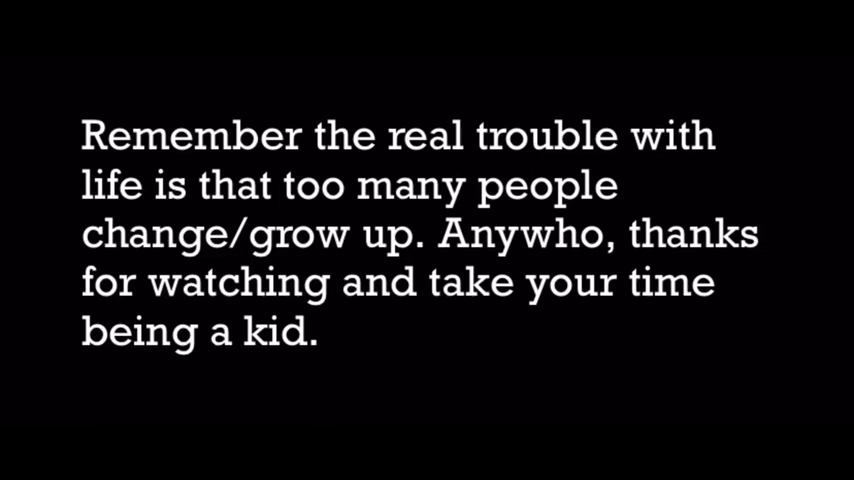 Remember the real trouble with
life is that too many people
change/grow up. Anywho, thanks
for watching and take your time
being a kid.